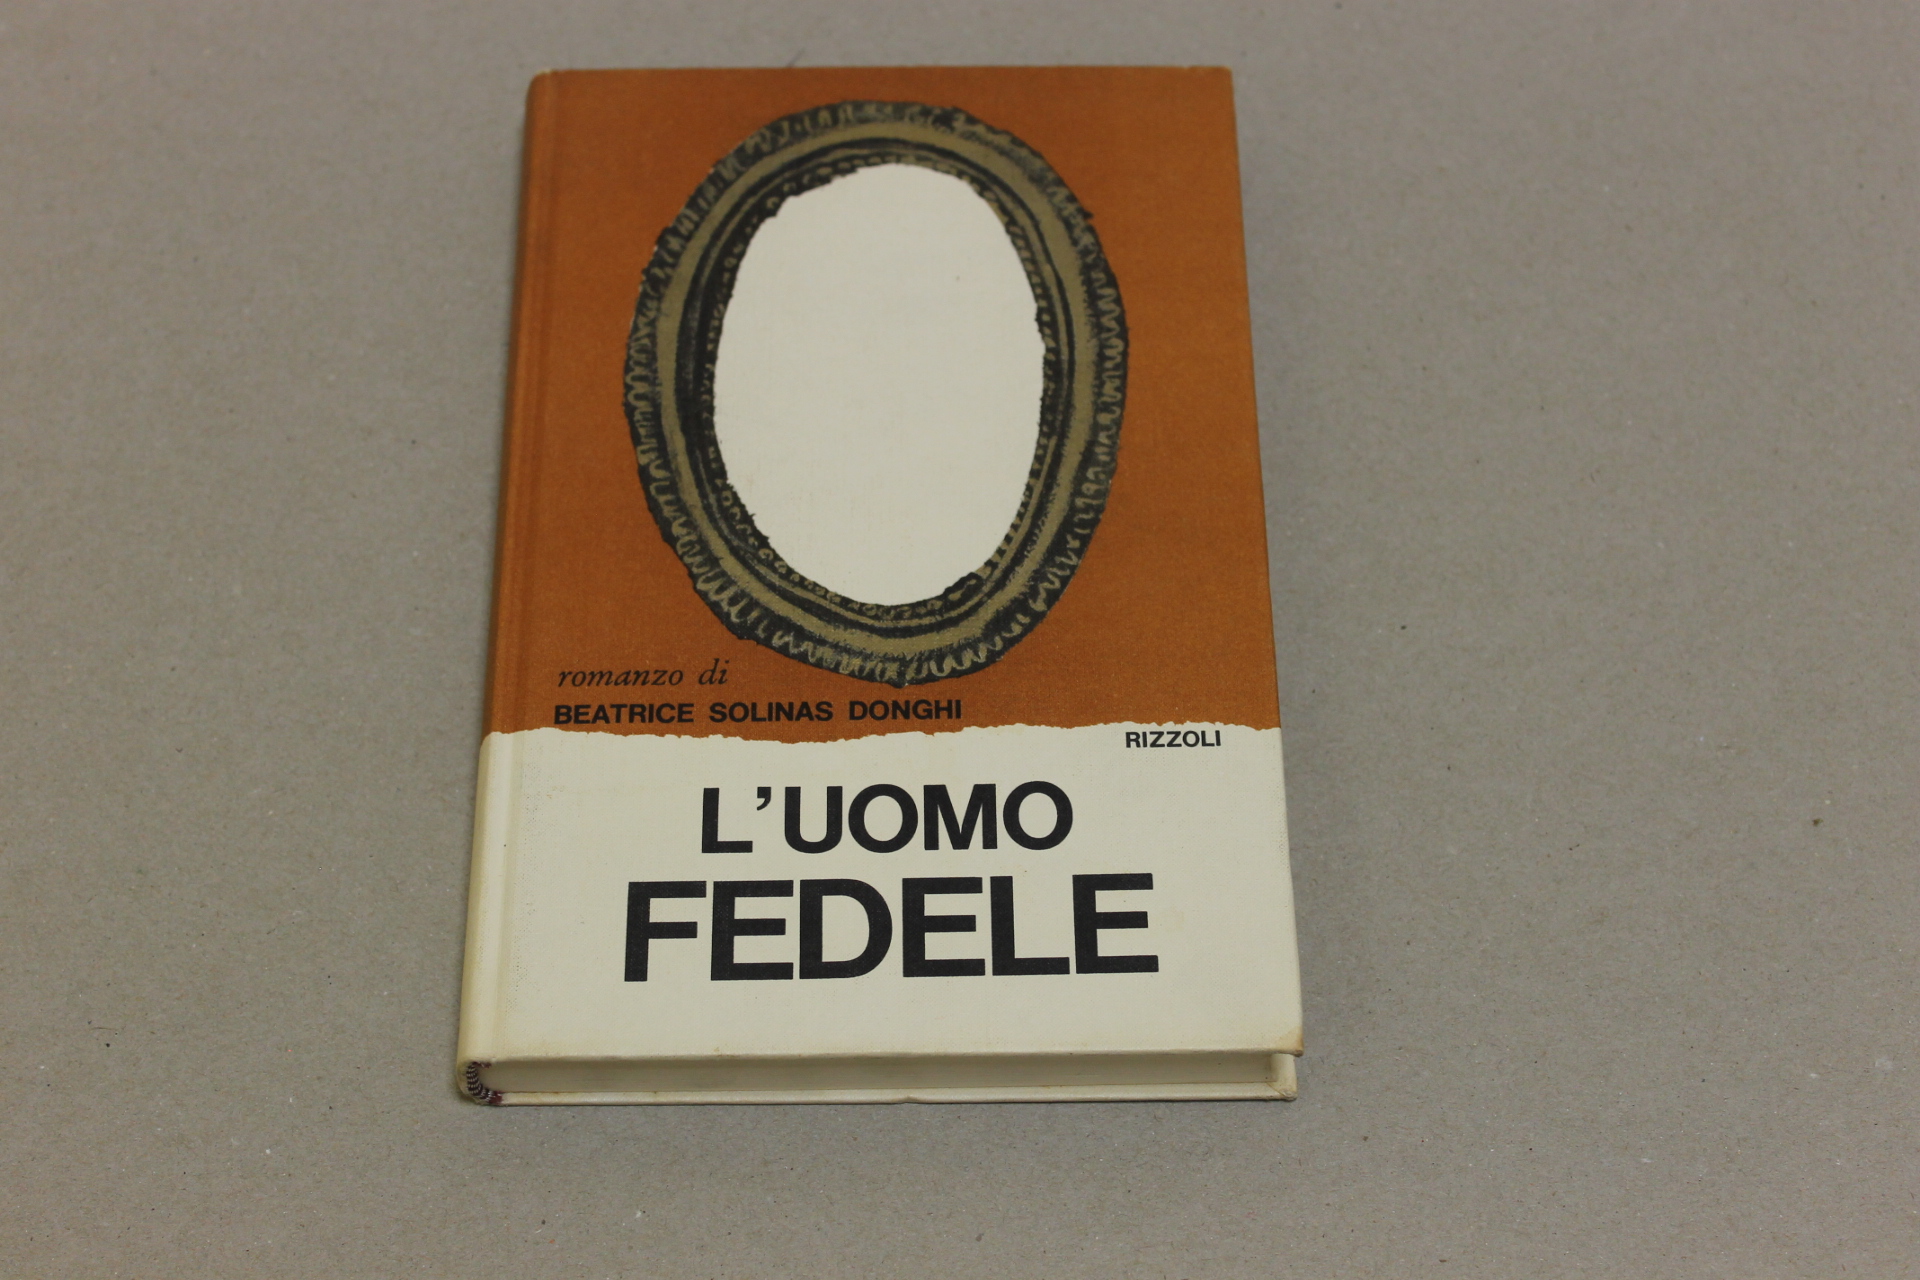 romanzo di
BEATRICE SOLINAS DONGHI
RIZZOLI
L'UOMO
FEDELE